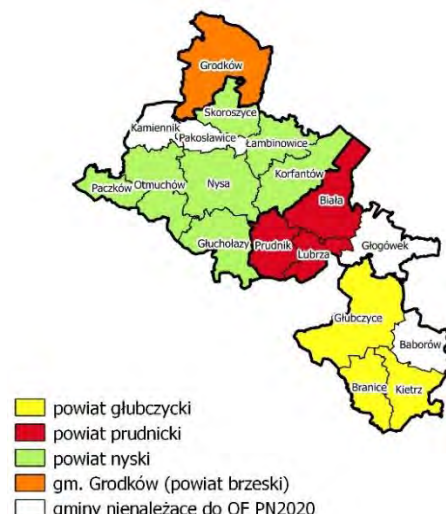 Grodków
Skoroszyce
Kamiennik
Pakosławice
Łambinowice
Korfantów
Paczków
Otmuchów
Nysa
Biała
Głuchołazy
Prudnik
Lubrza
Głogówek
Głubczyce
Baborów
Branice
Kietrz
powiat głubczycki
powiat prudnicki
powiat nyski
gm. Grodków (powiat brzeski)
gminy nienależące do OF PN2020